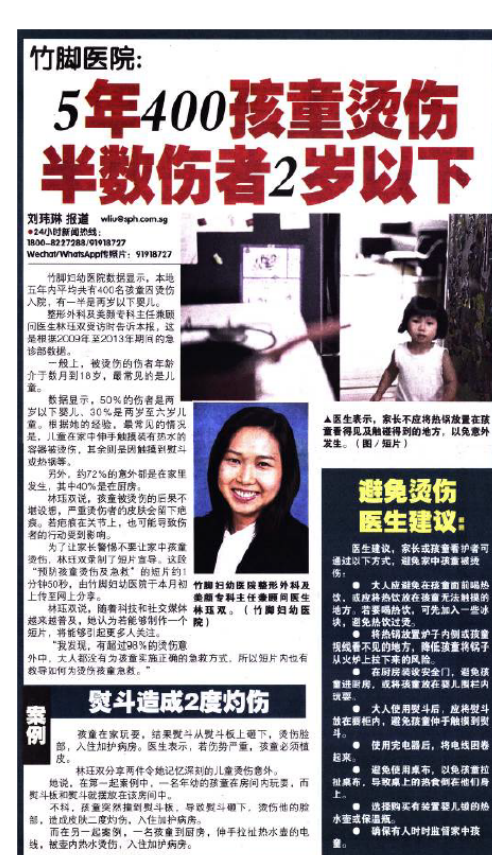 竹脚医院:
5年400孩童烫伤
半数伤者2岁以下
刘玮琳 报道 wliu@sph.com.sg
●24小时新闻热线:
1800-8227288/91918727
Wechat/WhatsApp传照片: 91918727
竹脚妇幼医院数据显示，本地
五年内平均共有400名孩童因烫伤
入院，有一半是两岁以下婴儿。
整形外科及美颜专科主任兼顾
问医生林珏双受访时告诉本报，这
是根据2009年至2013年期间的急
诊部数据。
一般上，被烫伤的伤者年龄
介于数月到16岁，最常见的是儿
童。
数据显示，50%的伤者是两
岁以下婴儿，30%是两岁至六岁儿
童。根据她的经验，最常见的情况
是，儿童在家中伸手触摸装有热水的
容器被烫伤，其余则是因触摸到熨斗
或热锅等。
另外，约72%的意外都是在家里
发生，其中40%是在厨房。
林珏双说，孩童被烫伤的后果不
堪设想，严重烫伤者的皮肤会留下疤
痕。若疤痕在关节上，也可能导致伤
者的行动受到影响。
为了让家长警惕不要让家中孩童
烫伤，林珏双录制了短片宣导。这段
“预防孩童烫伤及急救”的短片约1
分钟50秒，由竹脚妇幼医院于本月初
上传至网上分享。
林珏双说，随着科技和社交媒体
越来越普及，她认为若能够制作一个
短片，将能够引起更多人关注。
“我发现，有超过98%的烫伤意
外中，大人都没有为孩童实施正确的急救方式，所以短片内也有
教导如何为烫伤孩童急救。”
竹脚妇幼医院整形外科及
美颜专科主任兼顾问医生
林珏双。（竹脚妇幼医
院）
▲医生表示，家长不应将热锅放置在孩
童看得见及触碰得到的地方，以免意外
发生。（图/短片）
案例
熨斗造成2度灼伤
孩童在家玩耍，结果熨斗从熨斗板上砸下，烫伤脸
部，入住加护病房。医生表示，若伤势严重，孩童必须植
皮。
林珏双分享两件令她记忆深刻的儿童烫伤意外。
她说，在第一起案例中，一名年幼的孩童在房间内玩耍，而
熨斗板和熨斗就摆放在该房间中。
不料，孩童突然撞到熨斗板，导致熨斗砸下，烫伤他的脸
部，造成皮肤二度灼伤，入住加护病房。
而在另一起案例，一名孩童到厨房，伸手拉扯热水壶的电
线，被壶内热水烫伤，入住加护病房。
避免烫伤
医生建议:
医生建议，家长或孩童看护者可
通过以下方式，避免家中孩童被烫
伤：
● 大人应避免在孩童面前喝热
饮，或应将热饮放在孩童无法触摸的
地方。若要喝热饮，可先加入一些冰
块，避免热饮过烫。
● 将热锅放置炉子内侧或孩童
视线看不见的地方，降低孩童将锅子
从火炉上拉下来的风险。
● 在厨房装设安全门，避免孩
童进厨房，或将孩童放在婴儿围栏内
玩耍。
● 大人使用熨斗后，应将熨斗
放在橱柜内，避免孩童伸手触摸到熨
斗。
● 使用完电器后，将电线困卷
起来。
● 避免使用桌布，以免孩童拉
扯桌布，导致桌上的热食倒在他们身
上。
● 选择购买有装置婴儿锁的热
水壶或保温瓶。
● 确保有人时时监督家中孩
童。